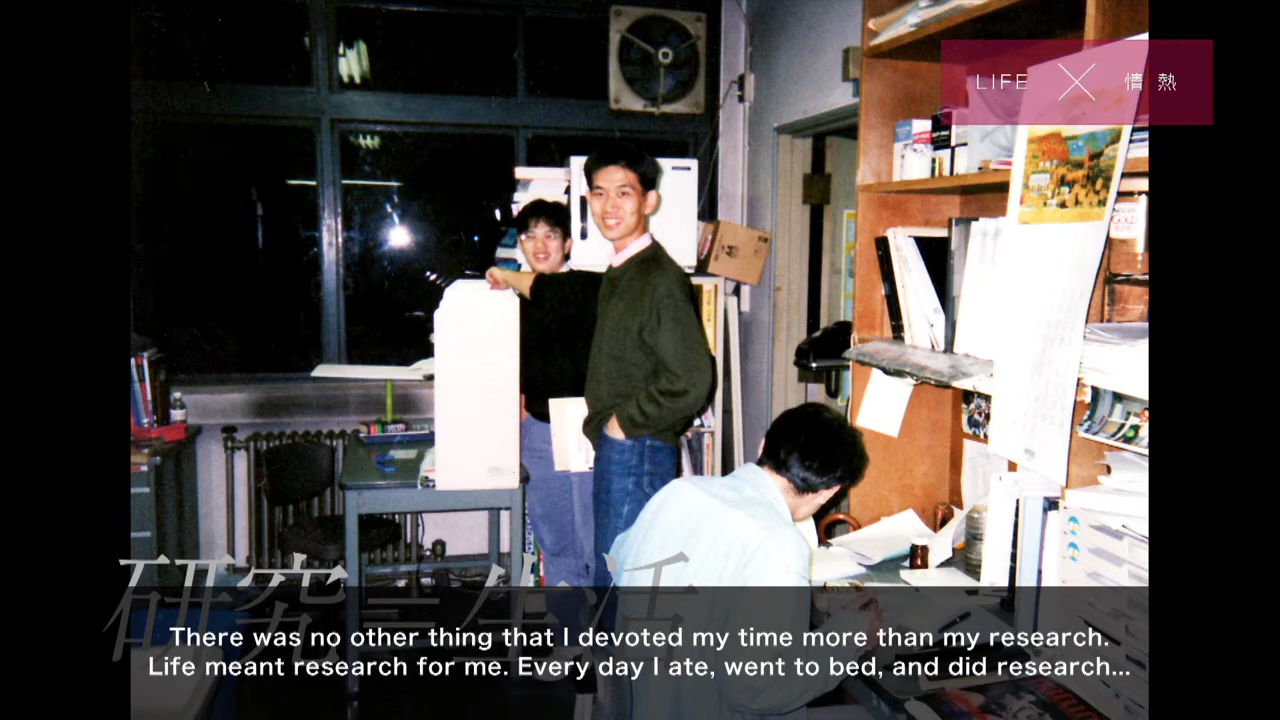 LIFE × 情熱
GOLD
研究=生活
There was no other thing that I devoted my time more than my research.
Life meant research for me. Every day I ate, went to bed, and did research...